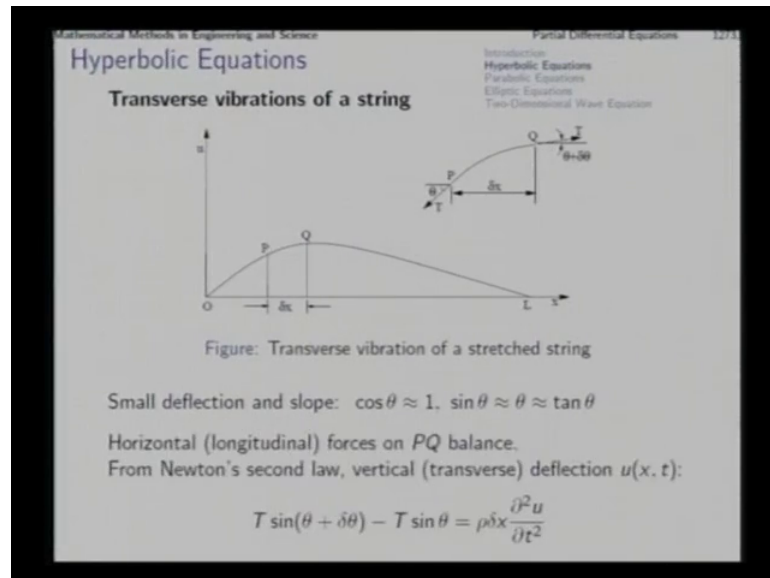 Mathematical Methods in Engineering and Science
Partial Differential Equations
1273,
Hyperbolic Equations
Introduction
Hyperbolic Equations
Parabolic Equations
Elliptic Equations
Two-Dimensional Wave Equation
Transverse vibrations of a string
u
P
Q
O
δx
L
x
P
Q
T
θ
T
θ+δθ
δx
Figure: Transverse vibration of a stretched string
Small deflection and slope: cos θ ≈ 1, sin θ ≈ θ ≈ tan θ
Horizontal (longitudinal) forces on PQ balance.
From Newton's second law, vertical (transverse) deflection u(x, t):
T sin(θ + δθ) − T sin θ = ρδx ∂²u/∂t²